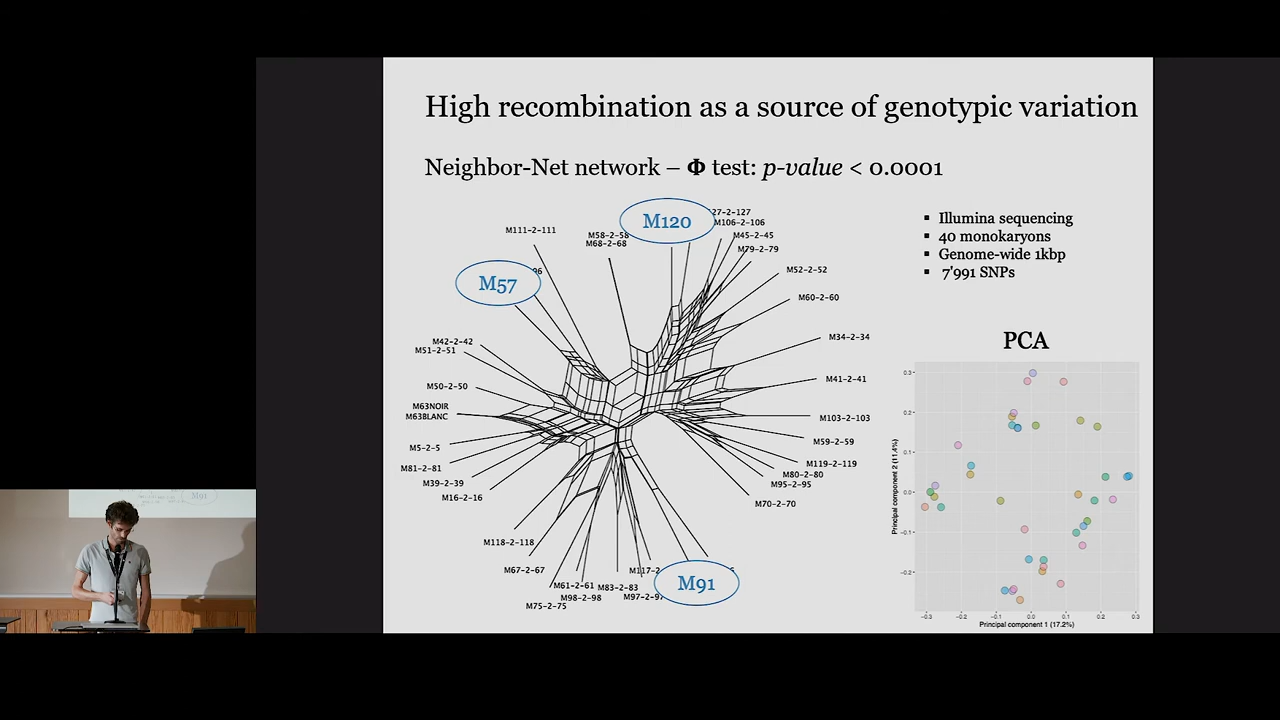 High recombination as a source of genotypic variation
Neighbor-Net network – Φ test: p-value < 0.0001
Illumina sequencing
40 monokaryons
Genome-wide 1kbp
7'991 SNPs
M120
27-2-127
M106-2-106
M111-2-111
M58-2-58
M45-2-45
M68-2-68
M79-2-79
M52-2-52
M57
M60-2-60
M34-2-34
M42-2-42
M51-2-51
M41-2-41
M50-2-50
M63NOIR
M63BLANC
M103-2-103
M59-2-59
M5-2-5
M119-2-119
M81-2-81
M80-2-80
M39-2-39
M95-2-95
M16-2-16
M70-2-70
M118-2-118
M67-2-67
M117-2-
M91
M61-2-61
M83-2-83
M98-2-98
M97-2-97
M75-2-75
PCA
Principal component 2 (11.4%)
0.3
0.2
0.1
0.0
-0.1
-0.2
-0.3
-0.2
-0.1
0.0
0.1
0.2
0.3
Principal component 1 (17.2%)
M91